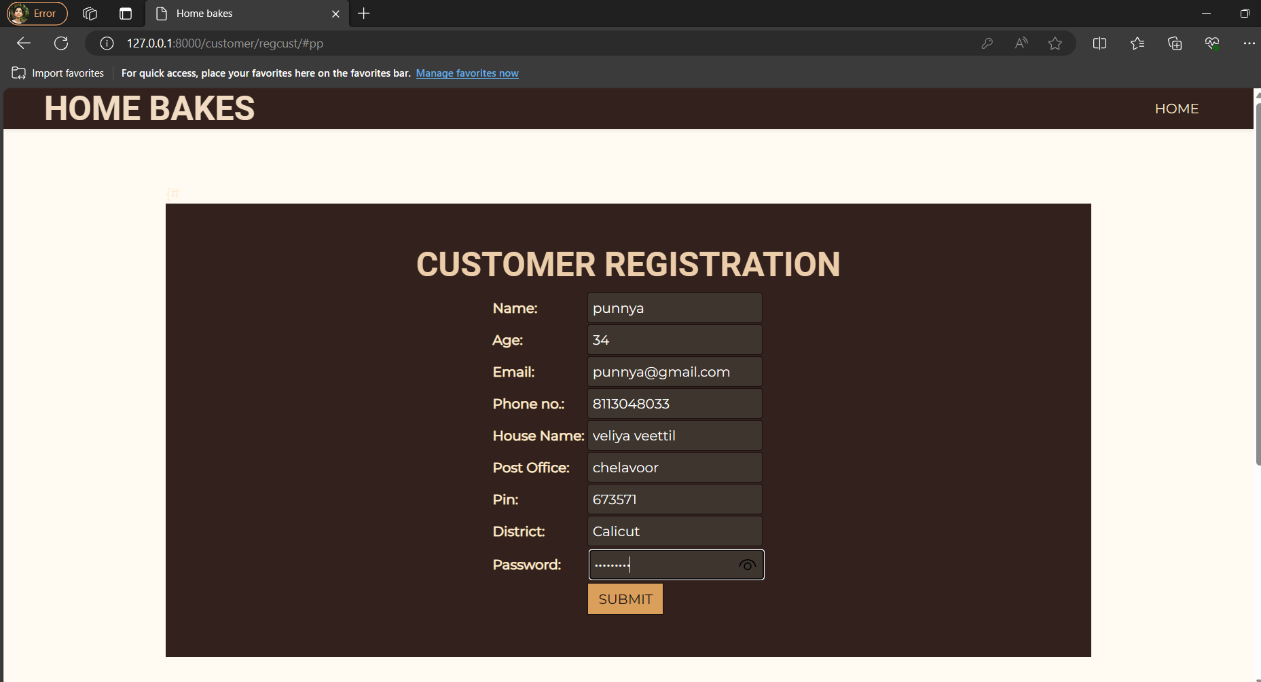 Error
Home bakes
127.0.0.1:8000/customer/regcust/#pp
Import favorites
For quick access, place your favorites here on the favorites bar. Manage favorites now
HOME BAKES
HOME
{#
CUSTOMER REGISTRATION
Name: punnya
Age: 34
Email: punnya@gmail.com
Phone no.: 8113048033
House Name: veliya veettil
Post Office: chelavoor
Pin: 673571
District: Calicut
Password: •••••••••
SUBMIT